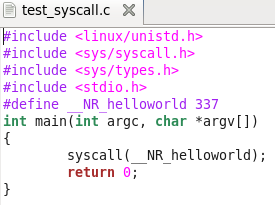 test_syscall.c
#include <linux/unistd.h>
#include <sys/syscall.h>
#include <sys/types.h>
#include <stdio.h>
#define __NR_helloworld 337
int main(int argc, char *argv[])
{
        syscall(__NR_helloworld);
        return 0;
}